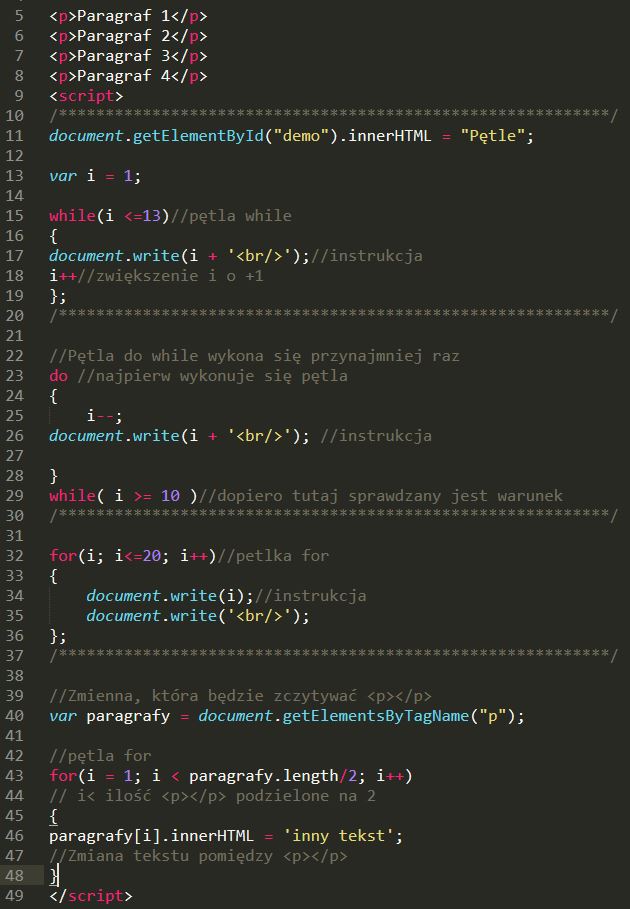 5 <p>Paragraf 1</p>
6 <p>Paragraf 2</p>
7 <p>Paragraf 3</p>
8 <p>Paragraf 4</p>
9 <script>
10 /***********************************************************/
11 document.getElementById("demo").innerHTML = "Pętle";
12
13 var i = 1;
14
15 while(i <=13)//pętla while
16 {
17 document.write(i + '<br/>');//instrukcja
18 i++//zwiększenie i o +1
19 };
20 /***********************************************************/
21
22 //Pętla do while wykona się przynajmniej raz
23 do //najpierw wykonuje się pętla
24 {
25     i--;
26 document.write(i + '<br/>'); //instrukcja
27
28 }
29 while( i >= 10 )//dopiero tutaj sprawdzany jest warunek
30 /***********************************************************/
31
32 for(i; i<=20; i++)//petlka for
33 {
34     document.write(i);//instrukcja
35     document.write('<br/>');
36 };
37 /***********************************************************/
38
39 //Zmienna, która będzie zczytywać <p></p>
40 var paragrafy = document.getElementsByTagName("p");
41
42 //pętla for
43 for(i = 1; i < paragrafy.length/2; i++)
44 // i< ilość <p></p> podzielone na 2
45 {
46 paragrafy[i].innerHTML = 'inny tekst';
47 //Zmiana tekstu pomiędzy <p></p>
48 }
49 </script>